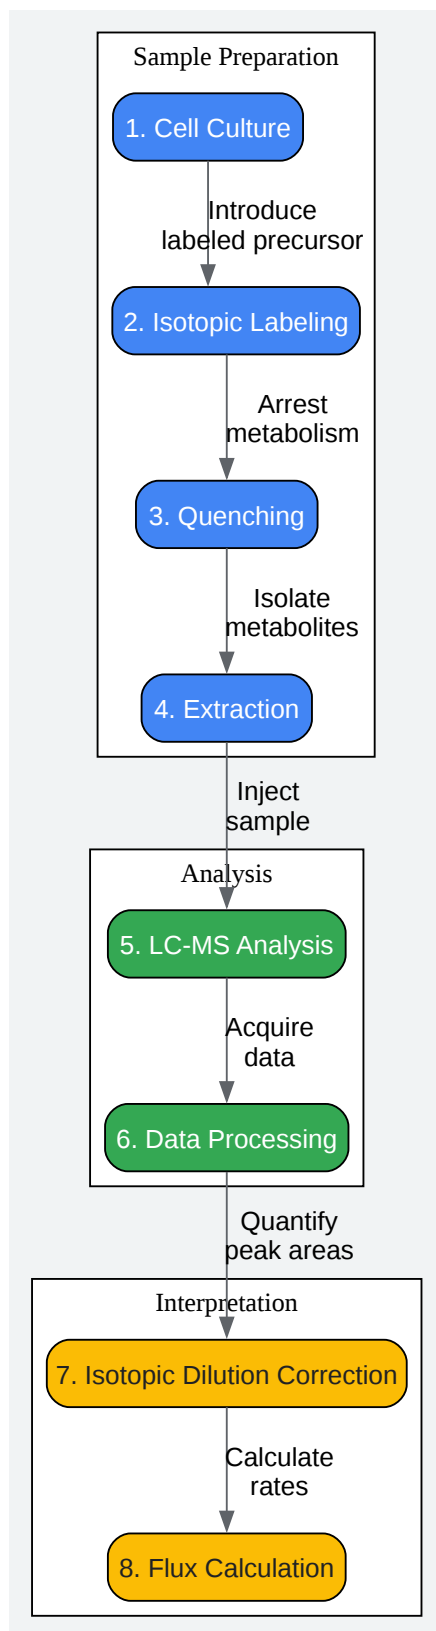 Sample Preparation
1. Cell Culture
Introduce
labeled precursor
2. Isotopic Labeling
Arrest
metabolism
3. Quenching
Isolate
metabolites
4. Extraction
Inject
sample
Analysis
5. LC-MS Analysis
Acquire
data
6. Data Processing
Quantify
peak areas
Interpretation
7. Isotopic Dilution Correction
Calculate
rates
8. Flux Calculation